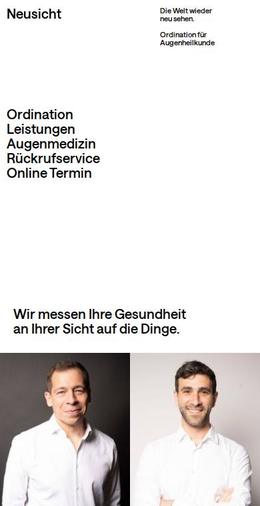 Neusicht
Die Welt wieder
neu sehen.
Ordination für
Augenheilkunde
Ordination
Leistungen
Augenmedizin
Rückrufservice
Online Termin
Wir messen Ihre Gesundheit
an Ihrer Sicht auf die Dinge.